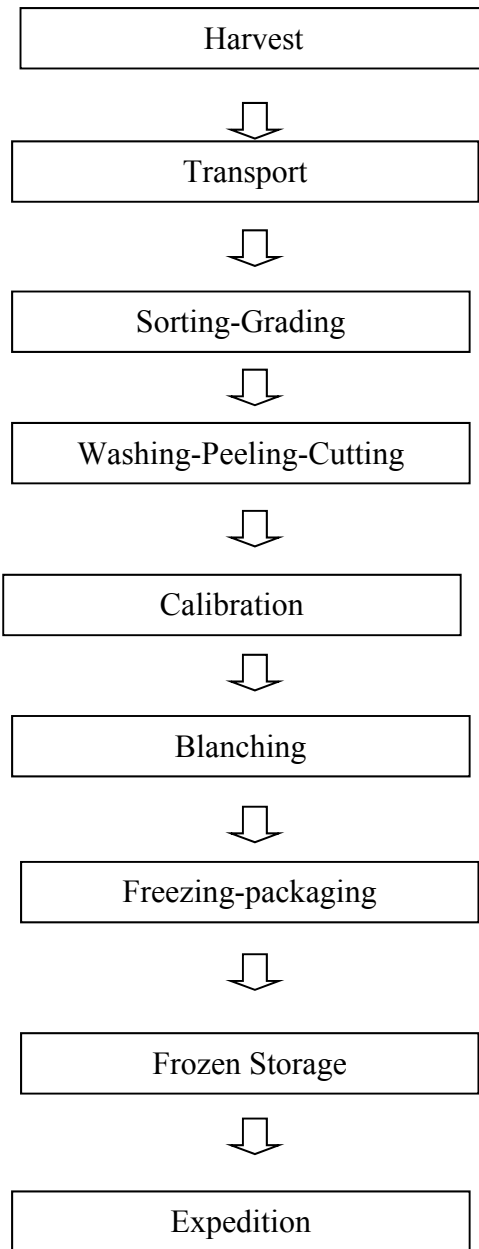 Harvest
Transport
Sorting-Grading
Washing-Peeling-Cutting
Calibration
Blanching
Freezing-packaging
Frozen Storage
Expedition